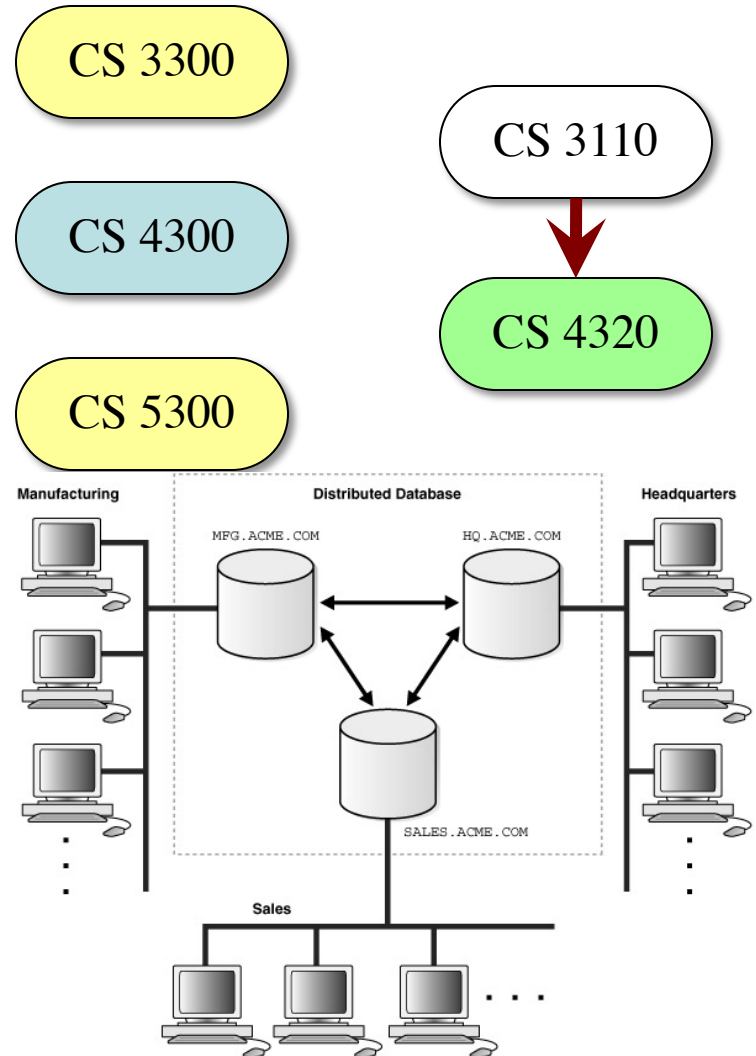 CS 3300
CS 3110
CS 4300
CS 4320
CS 5300
Manufacturing
Distributed Database
Headquarters
MFG.ACME.COM
HQ.ACME.COM
SALES.ACME.COM
Sales